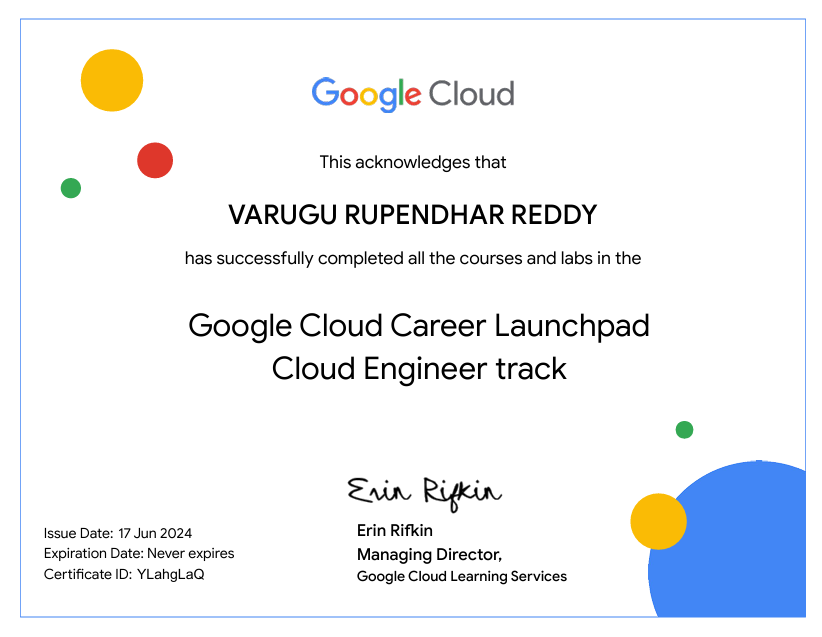 Google Cloud
This acknowledges that
VARUGU RUPENDHAR REDDY
has successfully completed all the courses and labs in the
Google Cloud Career Launchpad
Cloud Engineer track
Erin Rifkin
Erin Rifkin
Managing Director,
Google Cloud Learning Services
Issue Date: 17 Jun 2024
Expiration Date: Never expires
Certificate ID: YLahgLaQ